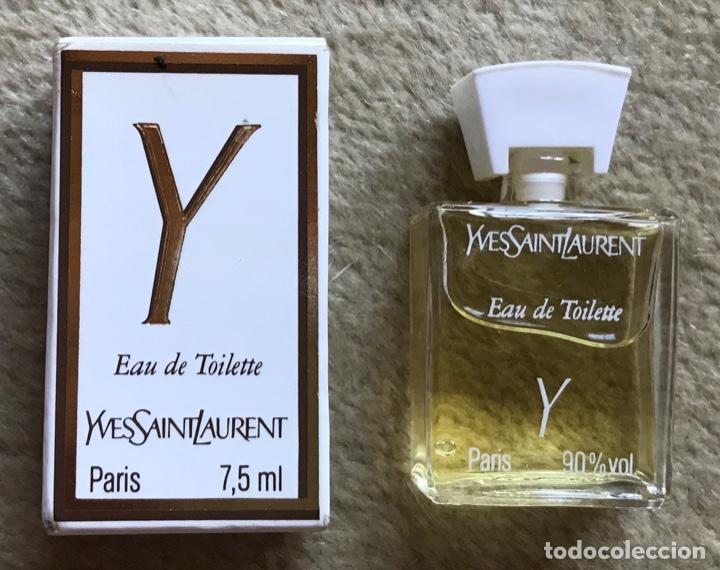 Y
Eau de Toilette
YVESSAINTLAURENT
Paris 7,5 ml
YVESSAINTLAURENT
Eau de Toilette
Y
Paris 90% vol
todocoleccion